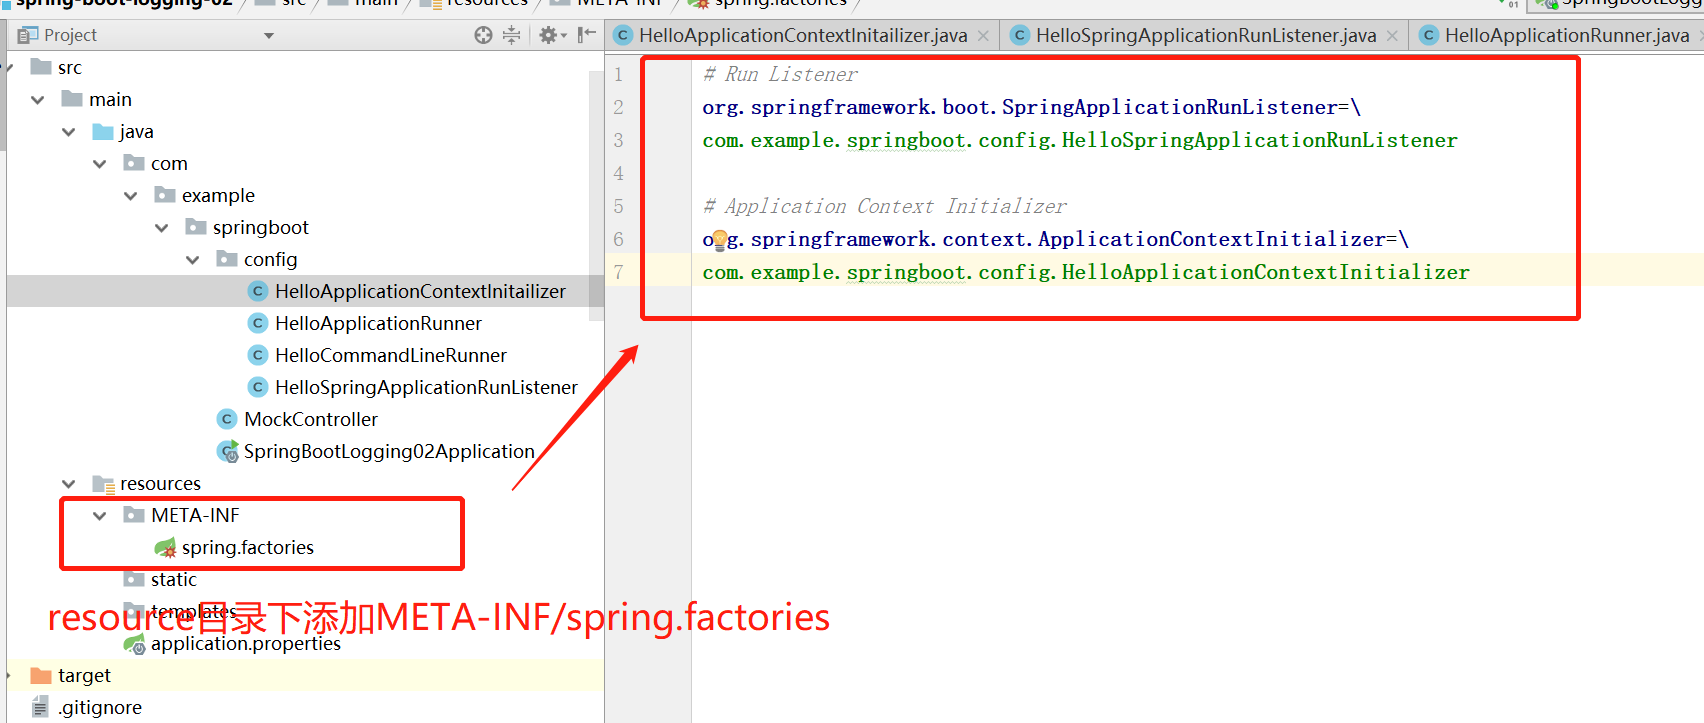 spring-boot-logging-02 src main resources META-INF spring.factories
Project
HelloApplicationContextInitailizer.java HelloSpringApplicationRunListener.java HelloApplicationRunner.java
src
main
java
com
example
springboot
config
HelloApplicationContextInitailizer
HelloApplicationRunner
HelloCommandLineRunner
HelloSpringApplicationRunListener
MockController
SpringBootLogging02Application
resources
META-INF
spring.factories
static
templates
resource目录下添加META-INF/spring.factories
application.properties
target
.gitignore
1 # Run Listener
2 org.springframework.boot.SpringApplicationRunListener=\
3 com.example.springboot.config.HelloSpringApplicationRunListener
4
5 # Application Context Initializer
6 org.springframework.context.ApplicationContextInitializer=\
7 com.example.springboot.config.HelloApplicationContextInitializer